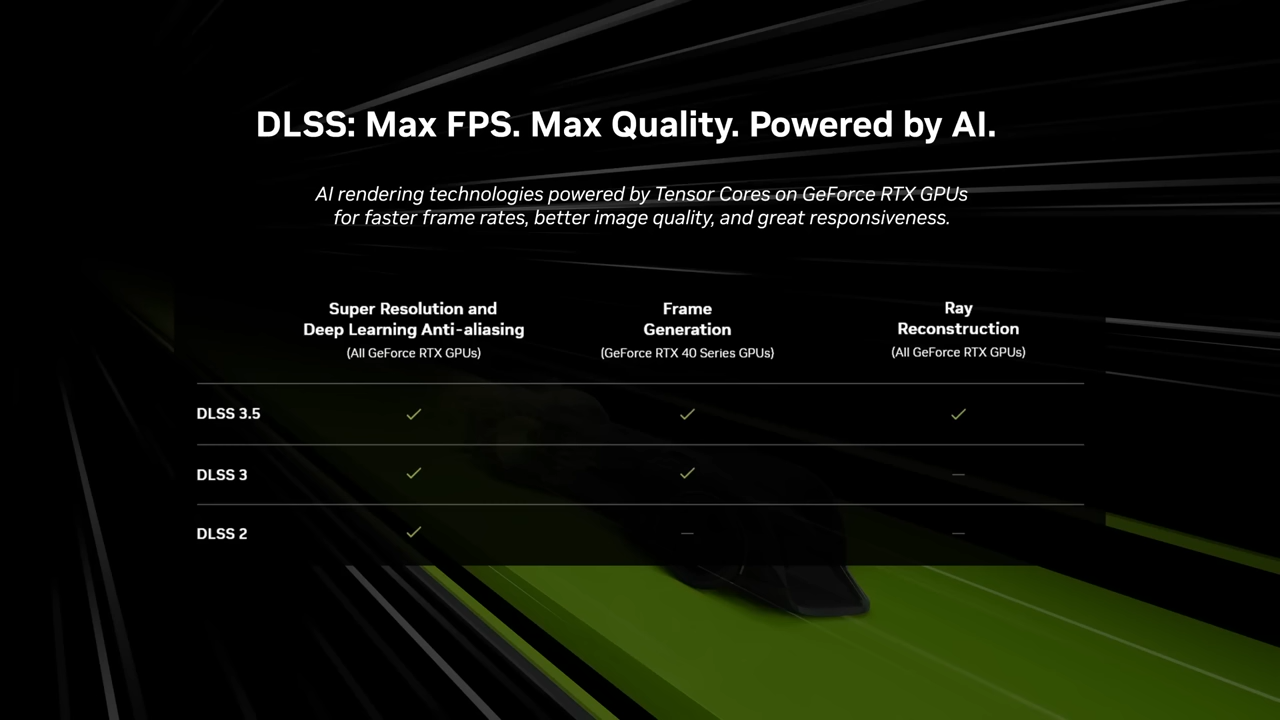 DLSS: Max FPS. Max Quality. Powered by AI.
AI rendering technologies powered by Tensor Cores on GeForce RTX GPUs
for faster frame rates, better image quality, and great responsiveness.
Super Resolution and
Deep Learning Anti-aliasing
(All GeForce RTX GPUs)
Frame
Generation
(GeForce RTX 40 Series GPUs)
Ray
Reconstruction
(All GeForce RTX GPUs)
DLSS 3.5 ✓ ✓ ✓
DLSS 3 ✓ ✓ —
DLSS 2 ✓ — —